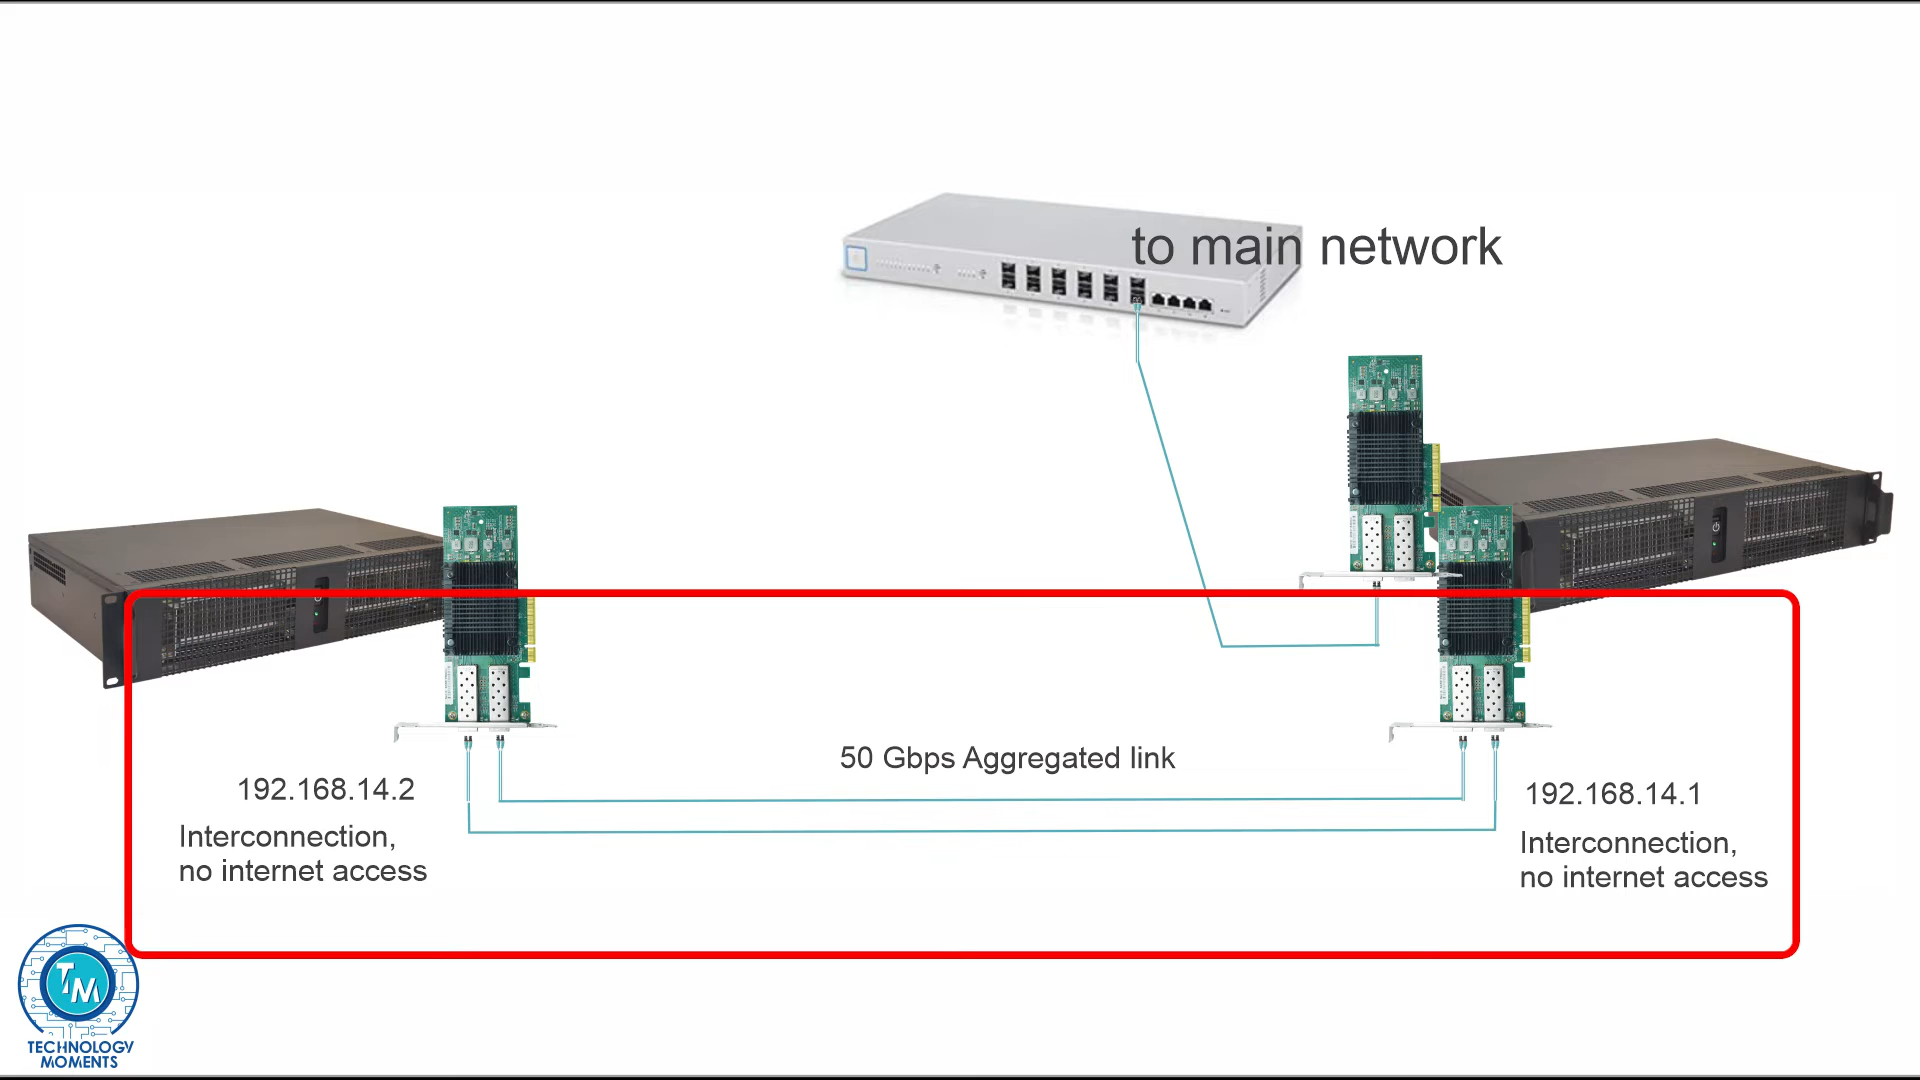 to main network
50 Gbps Aggregated link
192.168.14.2
Interconnection,
no internet access
192.168.14.1
Interconnection,
no internet access
TM
TECHNOLOGY
MOMENTS